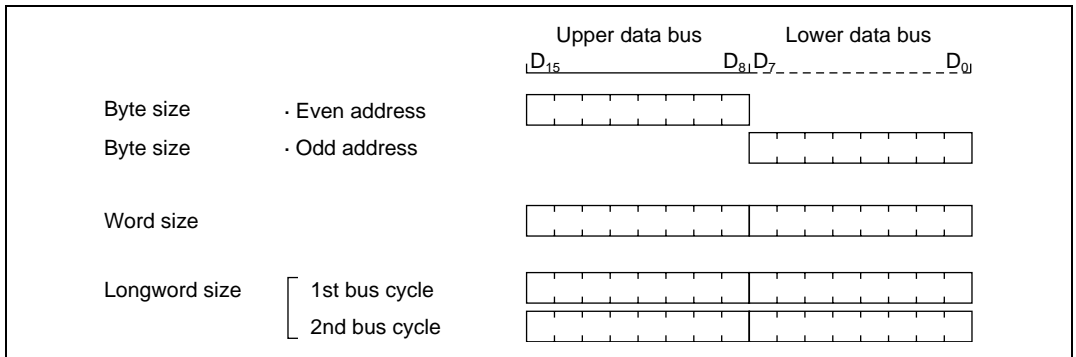 Upper data bus Lower data bus
D15 D8 D7 D0
Byte size · Even address
Byte size · Odd address
Word size
Longword size 1st bus cycle
2nd bus cycle